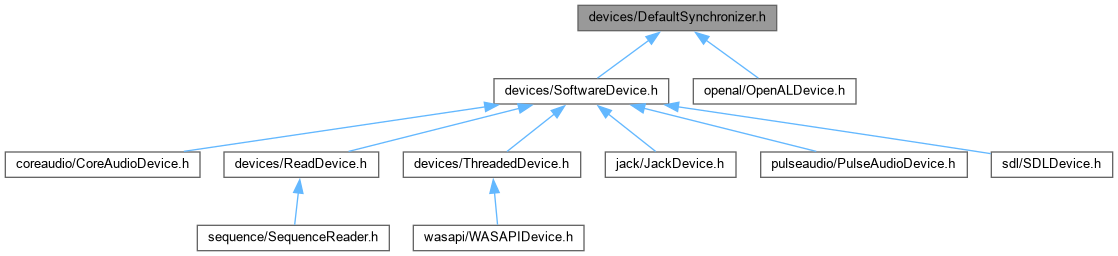 devices/DefaultSynchronizer.h
devices/SoftwareDevice.h
openal/OpenALDevice.h
coreaudio/CoreAudioDevice.h
devices/ReadDevice.h
devices/ThreadedDevice.h
jack/JackDevice.h
pulseaudio/PulseAudioDevice.h
sdl/SDLDevice.h
sequence/SequenceReader.h
wasapi/WASAPIDevice.h